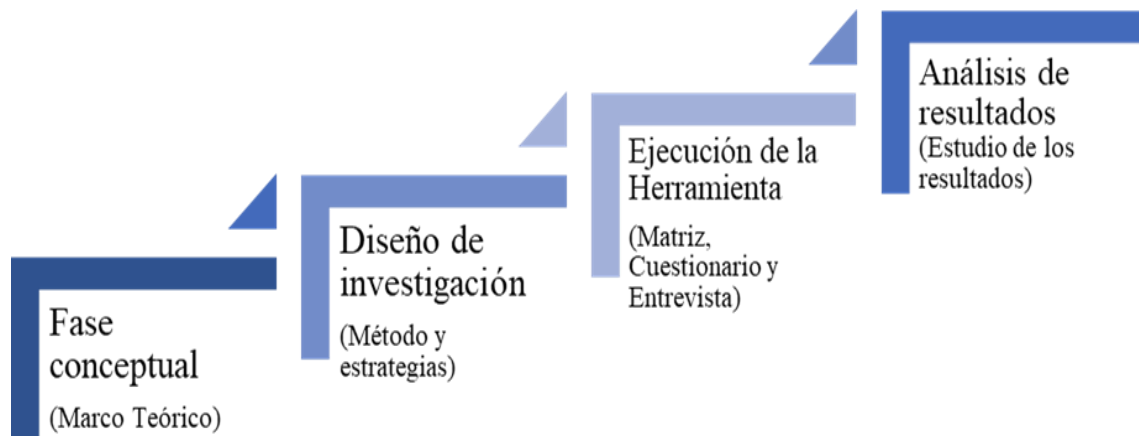 Fase
conceptual
(Marco Teórico)
Diseño de
investigación
(Método y
estrategias)
Ejecución de la
Herramienta
(Matriz,
Cuestionario y
Entrevista)
Análisis de
resultados
(Estudio de los
resultados)